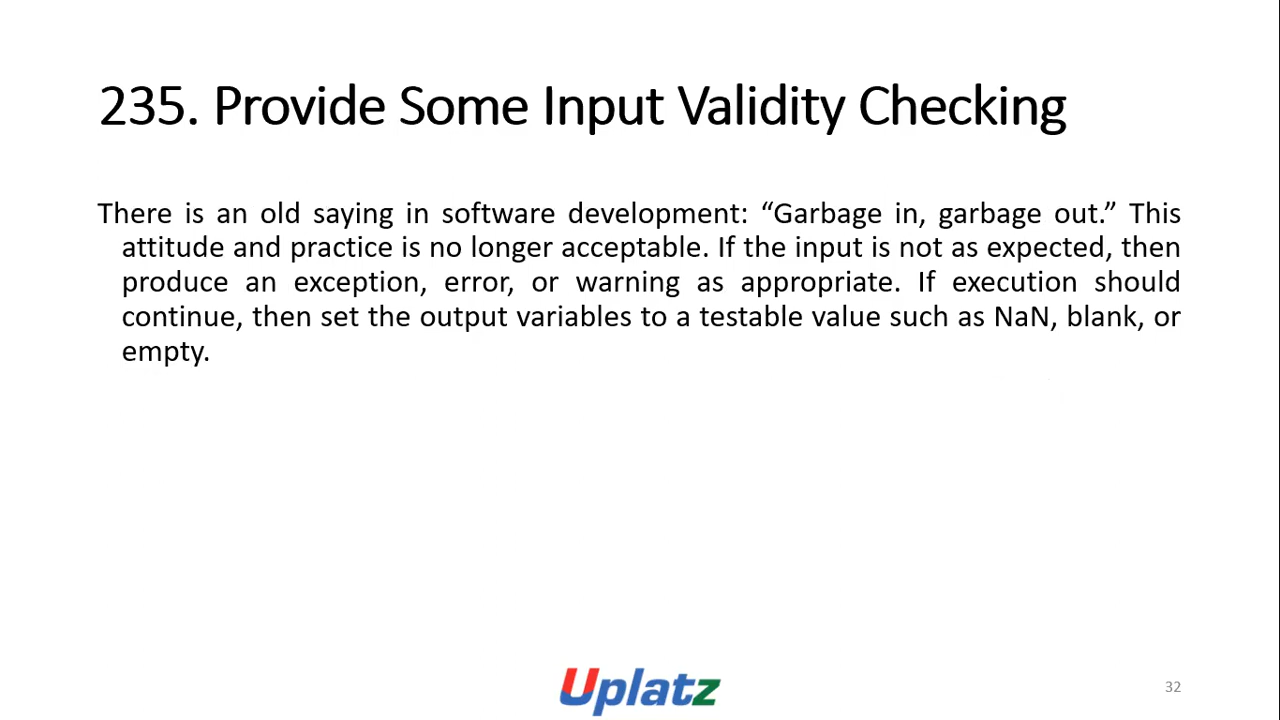 235. Provide Some Input Validity Checking
There is an old saying in software development: “Garbage in, garbage out.” This
attitude and practice is no longer acceptable. If the input is not as expected, then
produce an exception, error, or warning as appropriate. If execution should
continue, then set the output variables to a testable value such as NaN, blank, or
empty.
Uplatz
32